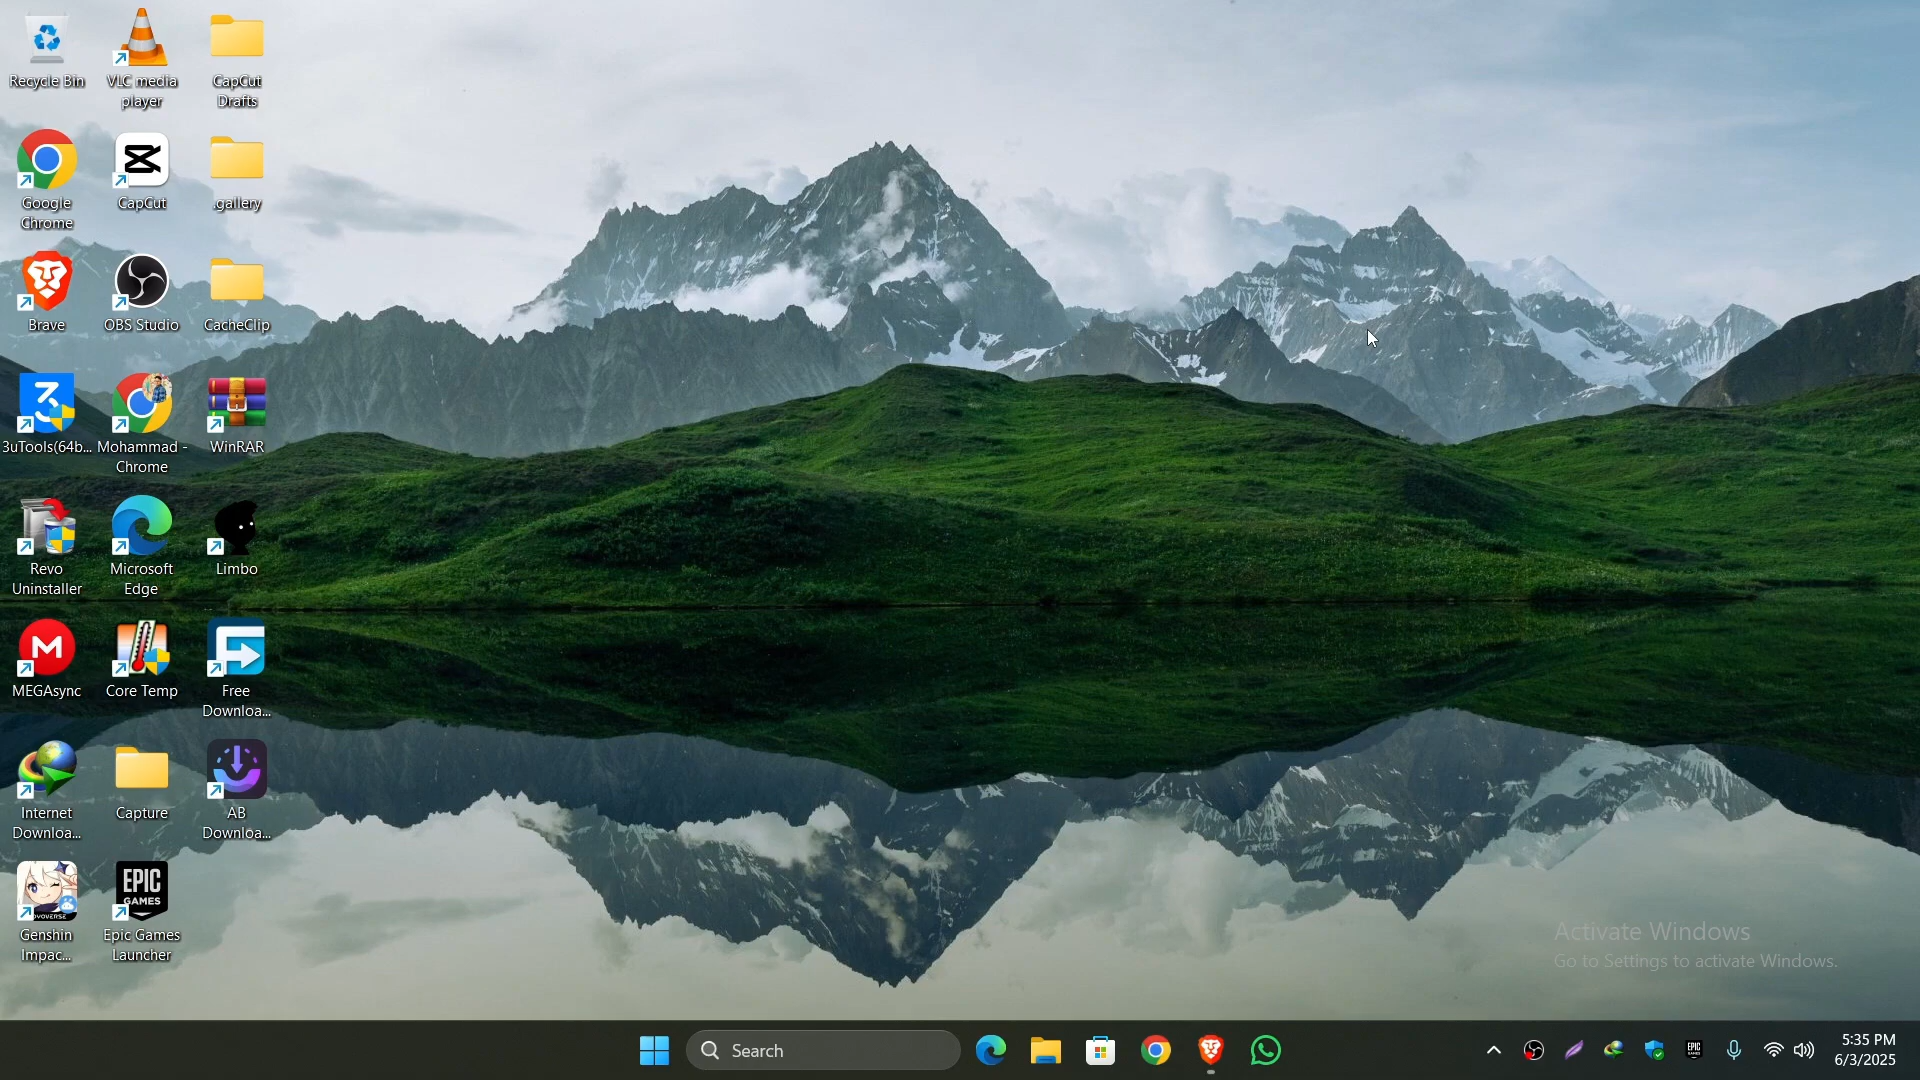 Recycle Bin
VLC media
player
CapCut
Drafts
Google
Chrome
CapCut
.gallery
Brave
OBS Studio
CacheClip
3uTools(64b...
Mohammad -
Chrome
WinRAR
Revo
Uninstaller
Microsoft
Edge
Limbo
MEGAsync
Core Temp
Free
Downloa...
Internet
Downloa...
Capture
AB
Downloa...
EPIC
GAMES
Genshin
Impac...
Epic Games
Launcher
Activate Windows
Go to Settings to activate Windows.
Search
5:35 PM
6/3/2025